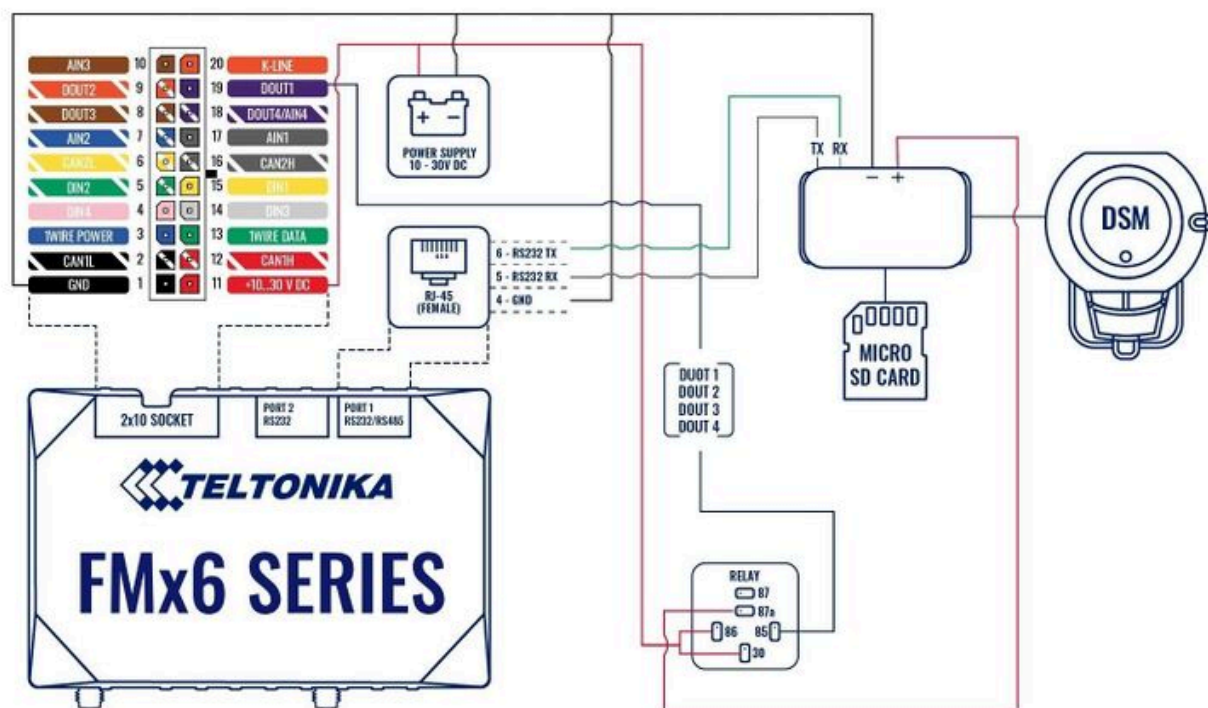 AIN3 10 20 K-LINE
DOUT2 9 19 DOUT1
DOUT3 8 18 DOUT4/AIN4
AIN2 7 17 AIN1
CAN2L 6 16 CAN2H
DIN2 5 15 DIN1
DIN4 4 14 DIN3
1WIRE POWER 3 13 1WIRE DATA
CAN1L 2 12 CAN1H
GND 1 11 +10...30 V DC
+ -
POWER SUPPLY
10 - 30V DC
RJ-45
(FEMALE)
6 - RS232 TX
5 - RS232 RX
4 - GND
TX RX
- +
DSM
MICRO
SD CARD
DUOT 1
DOUT 2
DOUT 3
DOUT 4
2x10 SOCKET
PORT 2
RS232
PORT 1
RS232/RS485
TELTONIKA
FMx6 SERIES
RELAY
87
87a
86 85
30